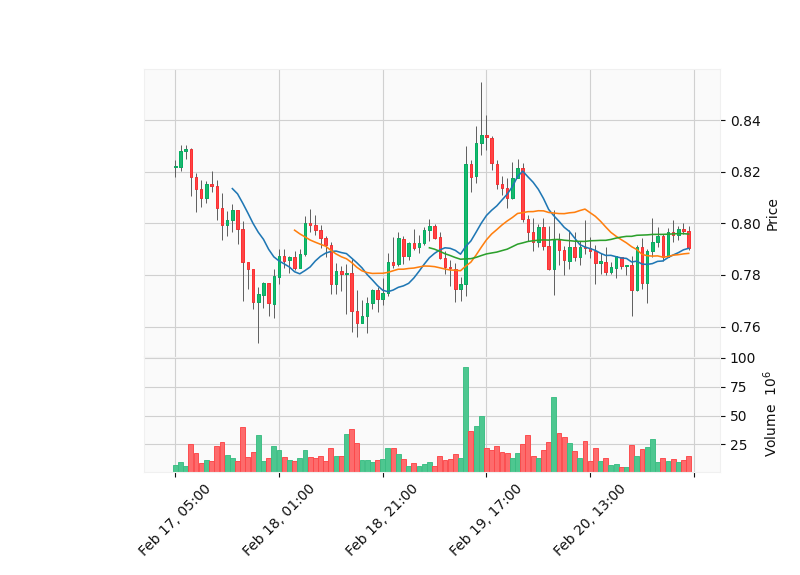 0.84
0.82
0.80
0.78
0.76
Price
100
75
50
25
Volume 10⁶
Feb 17, 05:00
Feb 18, 01:00
Feb 18, 21:00
Feb 19, 17:00
Feb 20, 13:00